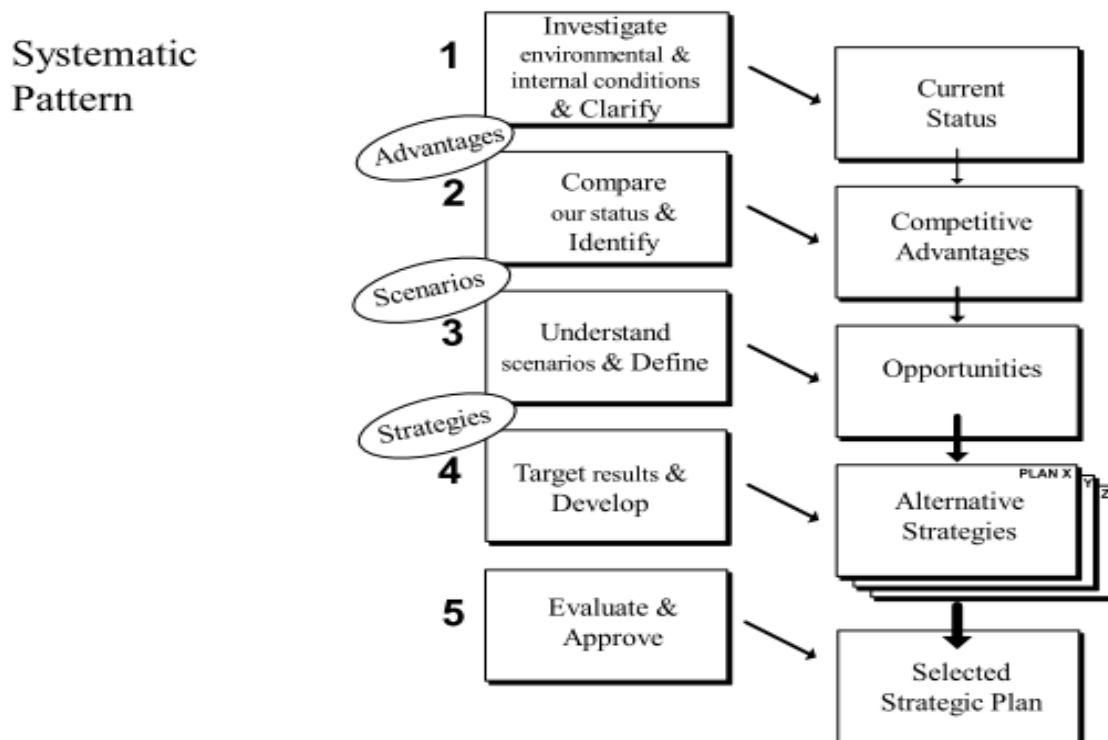 Systematic
Pattern
1
Investigate
environmental &
internal conditions
& Clarify
Current
Status
Advantages
2
Compare
our status &
Identify
Competitive
Advantages
Scenarios
3
Understand
scenarios & Define
Opportunities
Strategies
4
Target results &
Develop
PLAN X
Y
Z
Alternative
Strategies
5
Evaluate &
Approve
Selected
Strategic Plan